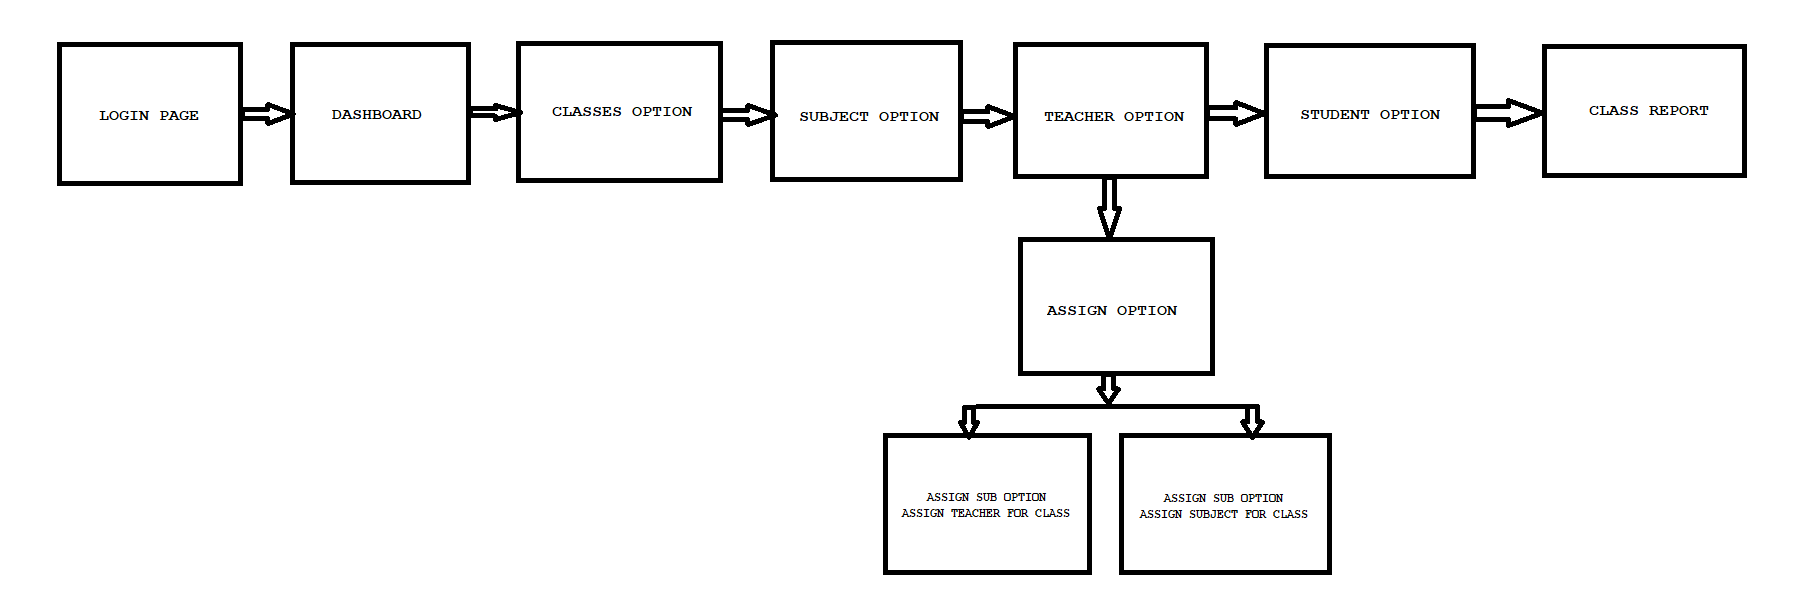 LOGIN PAGE
DASHBOARD
CLASSES OPTION
SUBJECT OPTION
TEACHER OPTION
STUDENT OPTION
CLASS REPORT
ASSIGN OPTION
ASSIGN SUB OPTION
ASSIGN TEACHER FOR CLASS
ASSIGN SUB OPTION
ASSIGN SUBJECT FOR CLASS